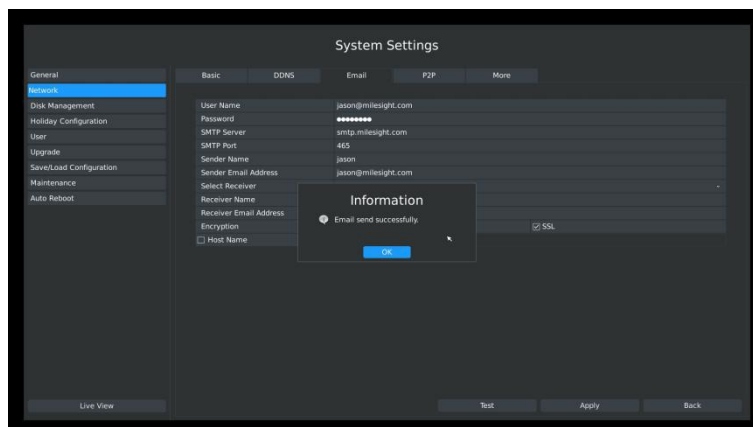 System Settings
General
Network
Disk Management
Holiday Configuration
User
Upgrade
Save/Load Configuration
Maintenance
Auto Reboot
Live View
Basic DDNS Email P2P More
User Name jason@milesight.com
Password ●●●●●●●●
SMTP Server smtp.milesight.com
SMTP Port 465
Sender Name jason
Sender Email Address jason@milesight.com
Select Receiver
Receiver Name
Receiver Email Address
Encryption SSL
Host Name
Information
Email send successfully.
OK
Test Apply Back